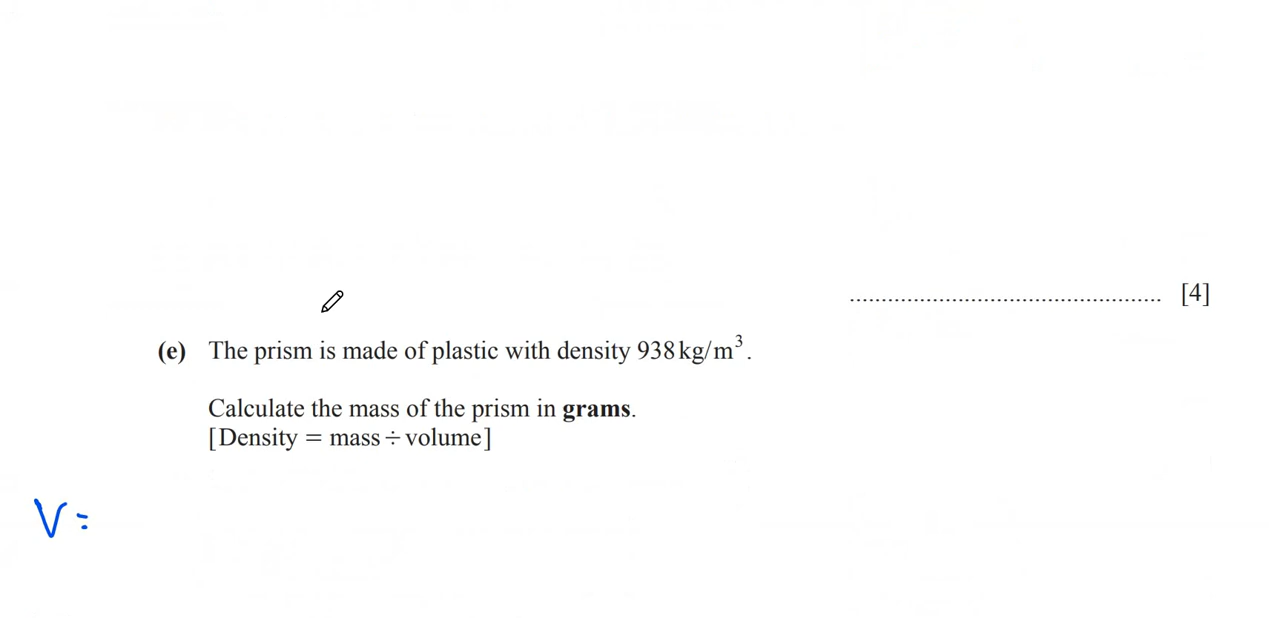 ............................................... [4]
(e) The prism is made of plastic with density 938 kg/m³.
Calculate the mass of the prism in grams.
[Density = mass ÷ volume]
V =